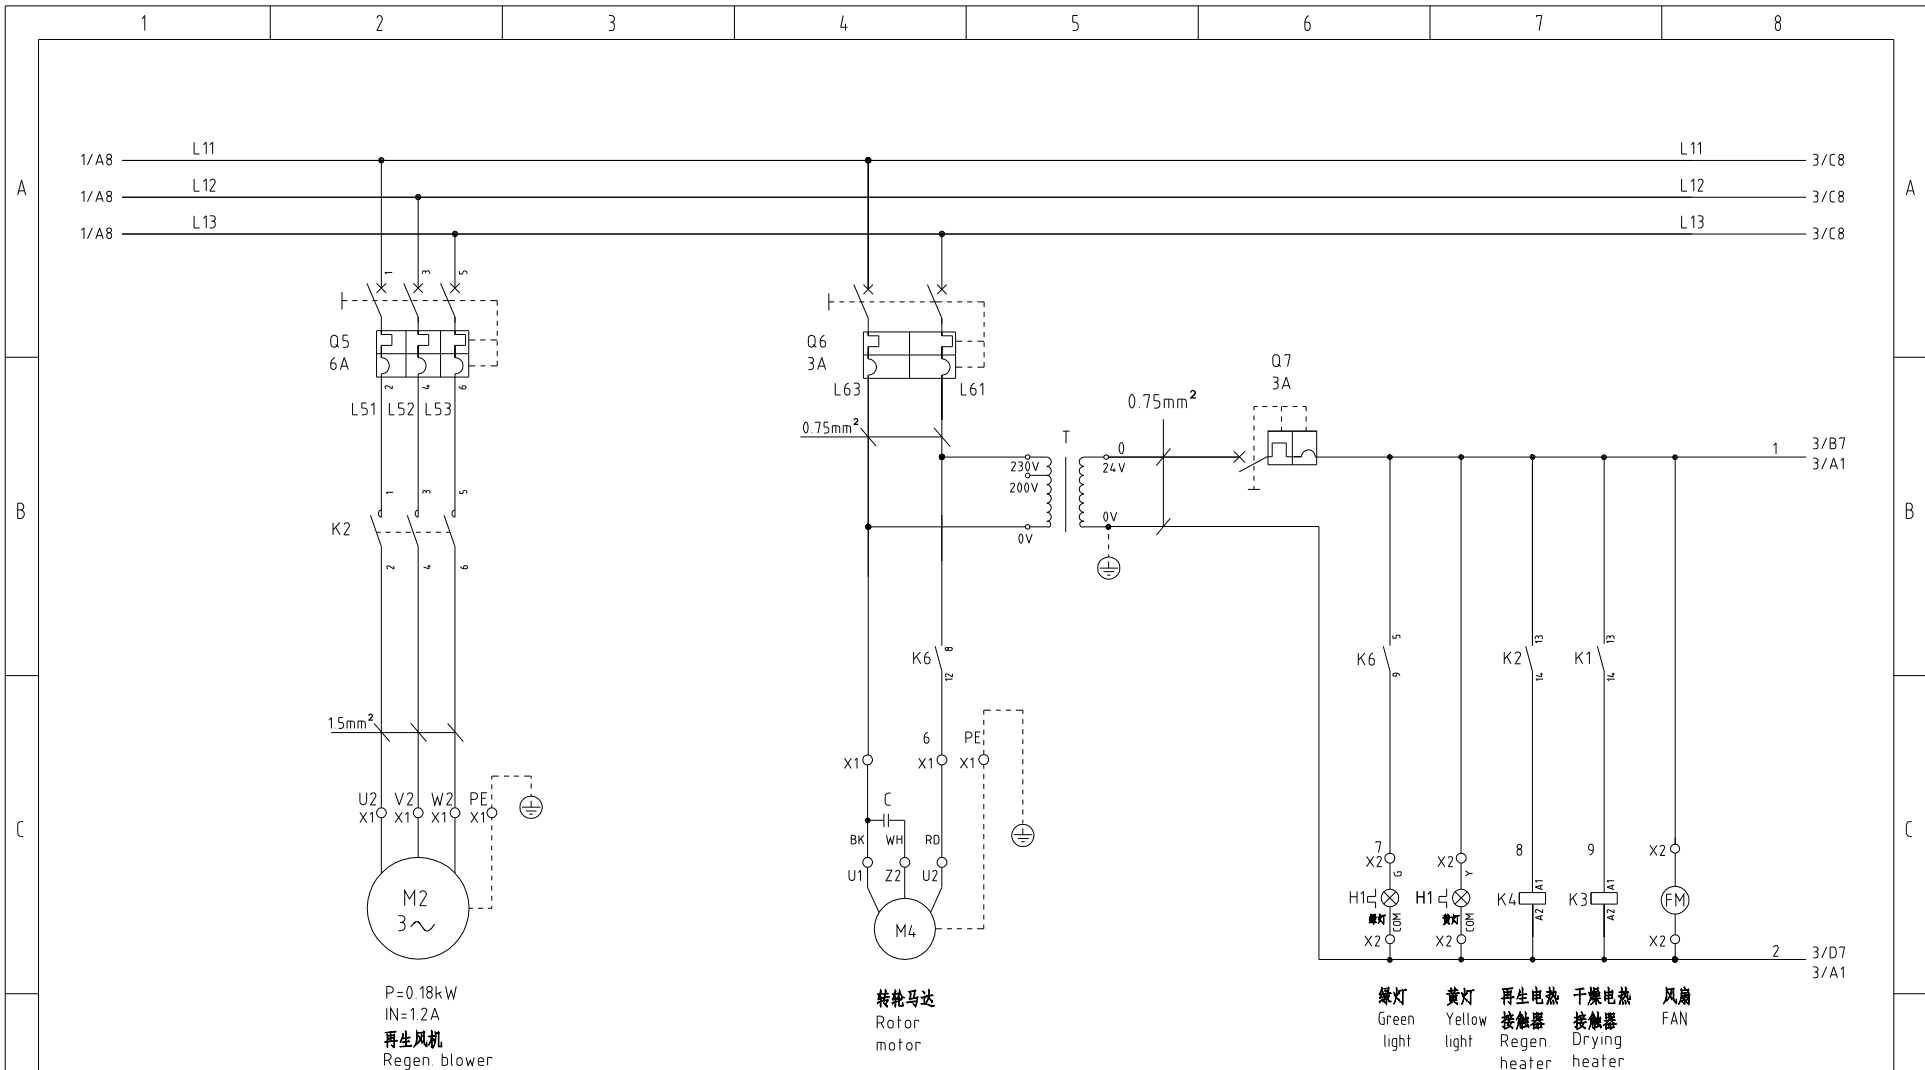 1 2 3 4 5 6 7 8
L11 L11
1/A8 3/C8
A A
L12 L12
1/A8 3/C8
L13 L13
1/A8 3/C8
1 3 5
Q5
6A
Q6
3A
Q7
3A
2 4 6
L51 L52 L53
L63 L61
0.75mm²
0.75mm²
T
230V
200V
0V
0
24V
0V
1 3/B7
3/A1
B B
1 3 5
K2
2 4 6
K6 8
12
K6 5
9
K2 13
14
K1 13
14
1.5mm²
6 PE
X1 X1 X1
U2 V2 W2 PE
X1 X1 X1 X1
C
BK WH RD
U1 Z2 U2
C C
7 8 9
X2 X2 X2
G Y
H1 H1 K4 A1 K3 A1 FM
绿灯 COM 黄灯 COM A2 A2
X2 X2 X2
M2
3~
M4
2 3/D7
3/A1
P=0.18kW
IN=1.2A
再生风机
Regen. blower
转轮马达
Rotor
motor
绿灯
Green
light
黄灯
Yellow
light
再生电热
接触器
Regen.
heater
干燥电热
接触器
Drying
heater
风扇
FAN